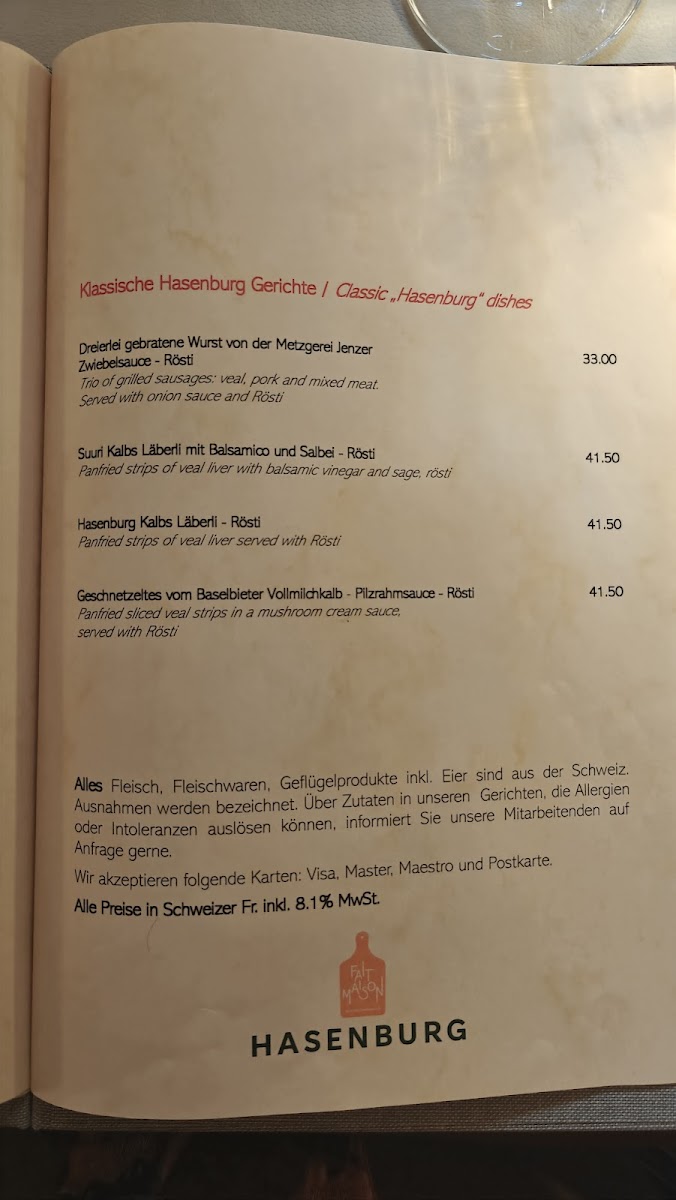 Klassische Hasenburg Gerichte / Classic „Hasenburg“ dishes
Dreierlei gebratene Wurst von der Metzgerei Jenzer
Zwiebelsauce - Rösti 33.00
Trio of grilled sausages: veal, pork and mixed meat.
Served with onion sauce and Rösti
Suuri Kalbs Läberli mit Balsamico und Salbei - Rösti 41.50
Panfried strips of veal liver with balsamic vinegar and sage, rösti
Hasenburg Kalbs Läberli - Rösti 41.50
Panfried strips of veal liver served with Rösti
Geschnetzeltes vom Baselbieter Vollmilchkalb - Pilzrahmsauce - Rösti 41.50
Panfried sliced veal strips in a mushroom cream sauce,
served with Rösti
Alles Fleisch, Fleischwaren, Geflügelprodukte inkl. Eier sind aus der Schweiz.
Ausnahmen werden bezeichnet. Über Zutaten in unseren Gerichten, die Allergien
oder Intoleranzen auslösen können, informiert Sie unsere Mitarbeitenden auf
Anfrage gerne.
Wir akzeptieren folgende Karten: Visa, Master, Maestro und Postkarte.
Alle Preise in Schweizer Fr. inkl. 8.1% MwSt.
FAIT
MAISON
HASENBURG